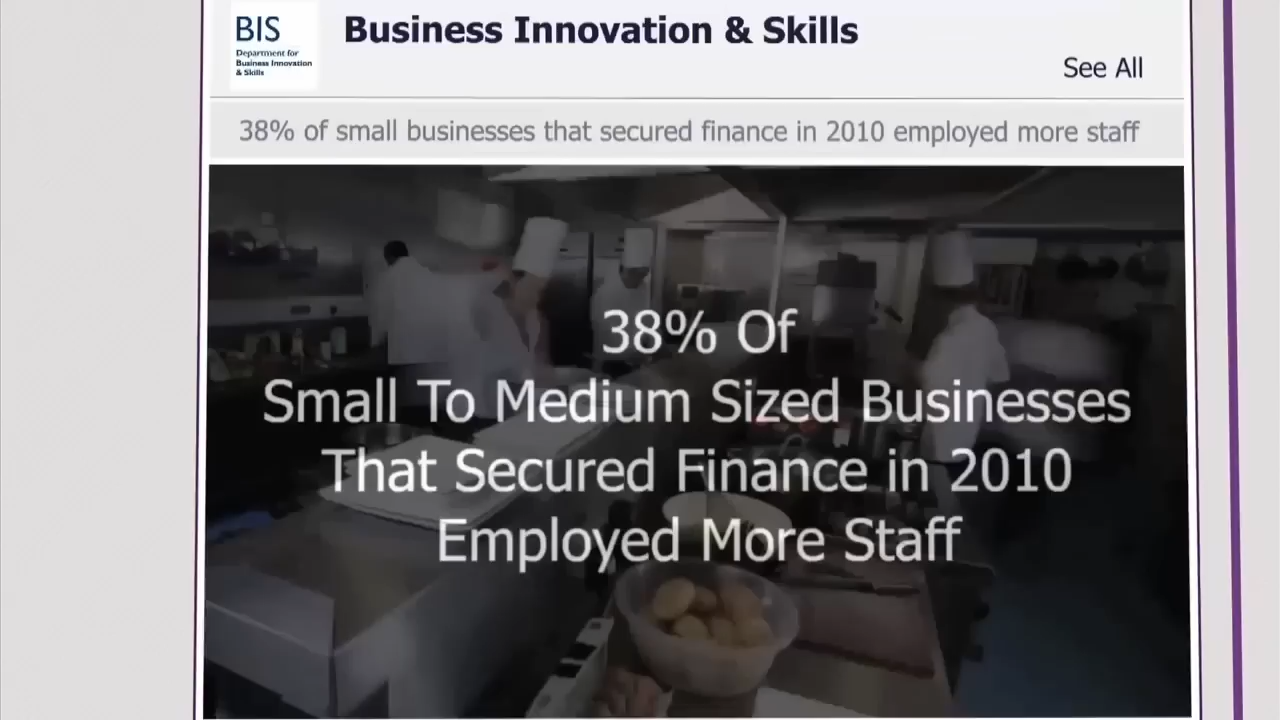 BIS
Department for
Business Innovation
& Skills
Business Innovation & Skills
See All
38% of small businesses that secured finance in 2010 employed more staff
38% Of
Small To Medium Sized Businesses
That Secured Finance in 2010
Employed More Staff